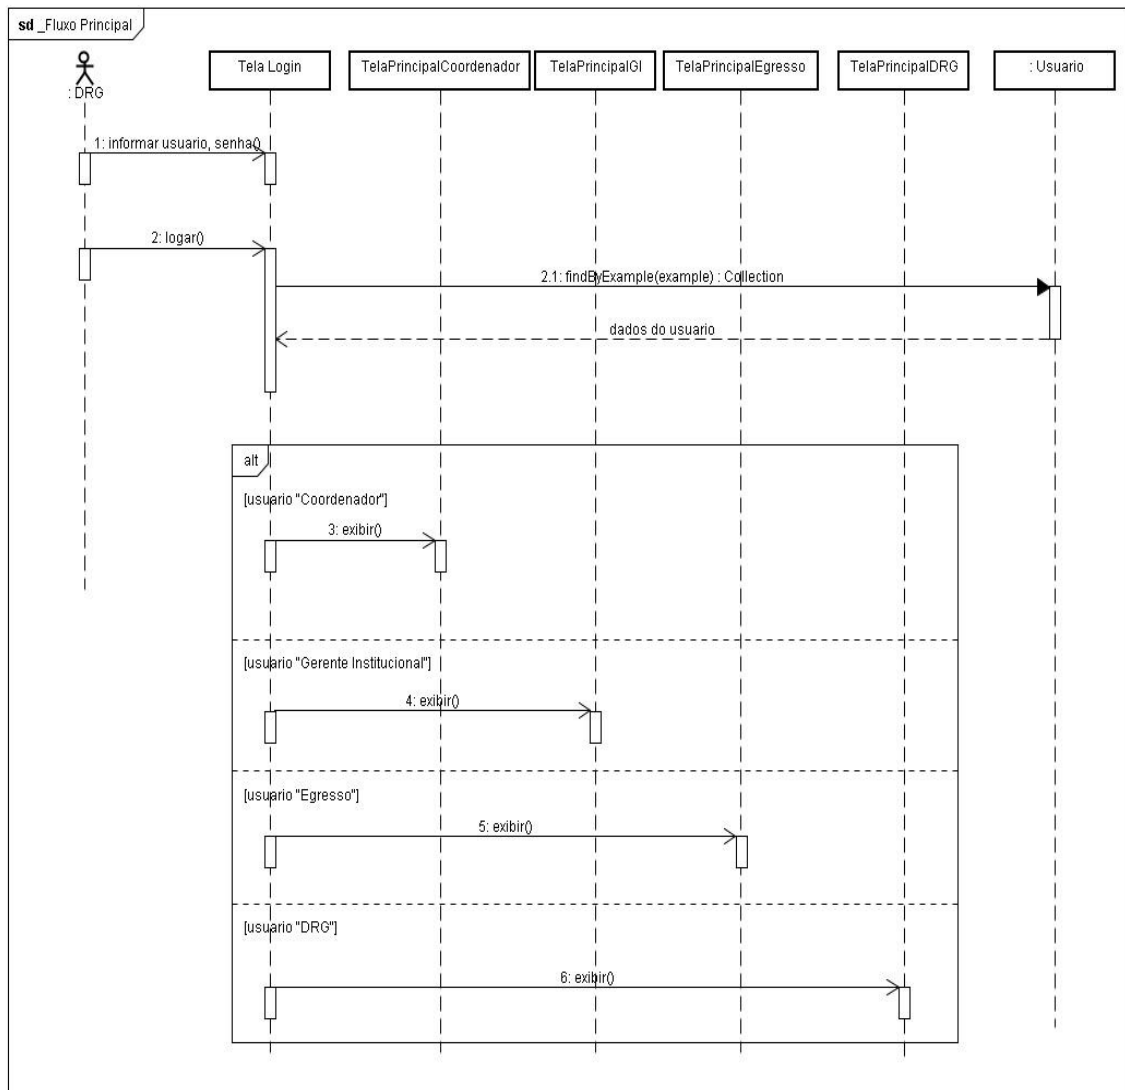 sd _Fluxo Principal
: DRG
Tela Login
TelaPrincipalCoordenador
TelaPrincipalGI
TelaPrincipalEgresso
TelaPrincipalDRG
: Usuario
1: informar usuario, senha()
2: logar()
2.1: findByExample(example) : Collection
dados do usuario
alt
[usuario "Coordenador"]
3: exibir()
[usuario "Gerente Institucional"]
4: exibir()
[usuario "Egresso"]
5: exibir()
[usuario "DRG"]
6: exibir()